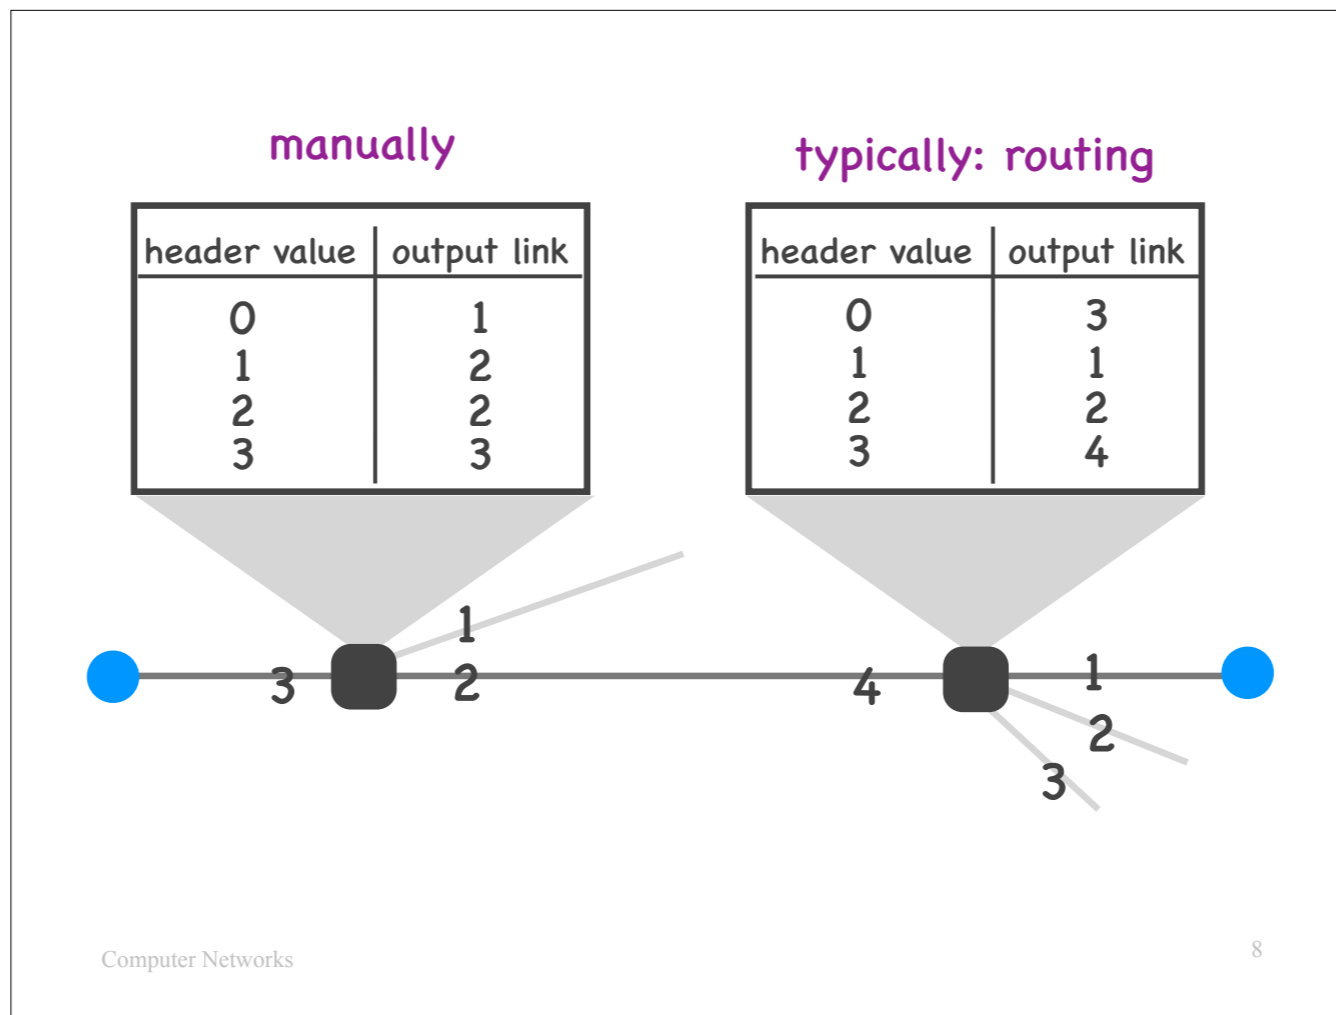 manually
header value output link
0 1
1 2
2 2
3 3
typically: routing
header value output link
0 3
1 1
2 2
3 4
1
3 2 4 1
2
3
Computer Networks 8